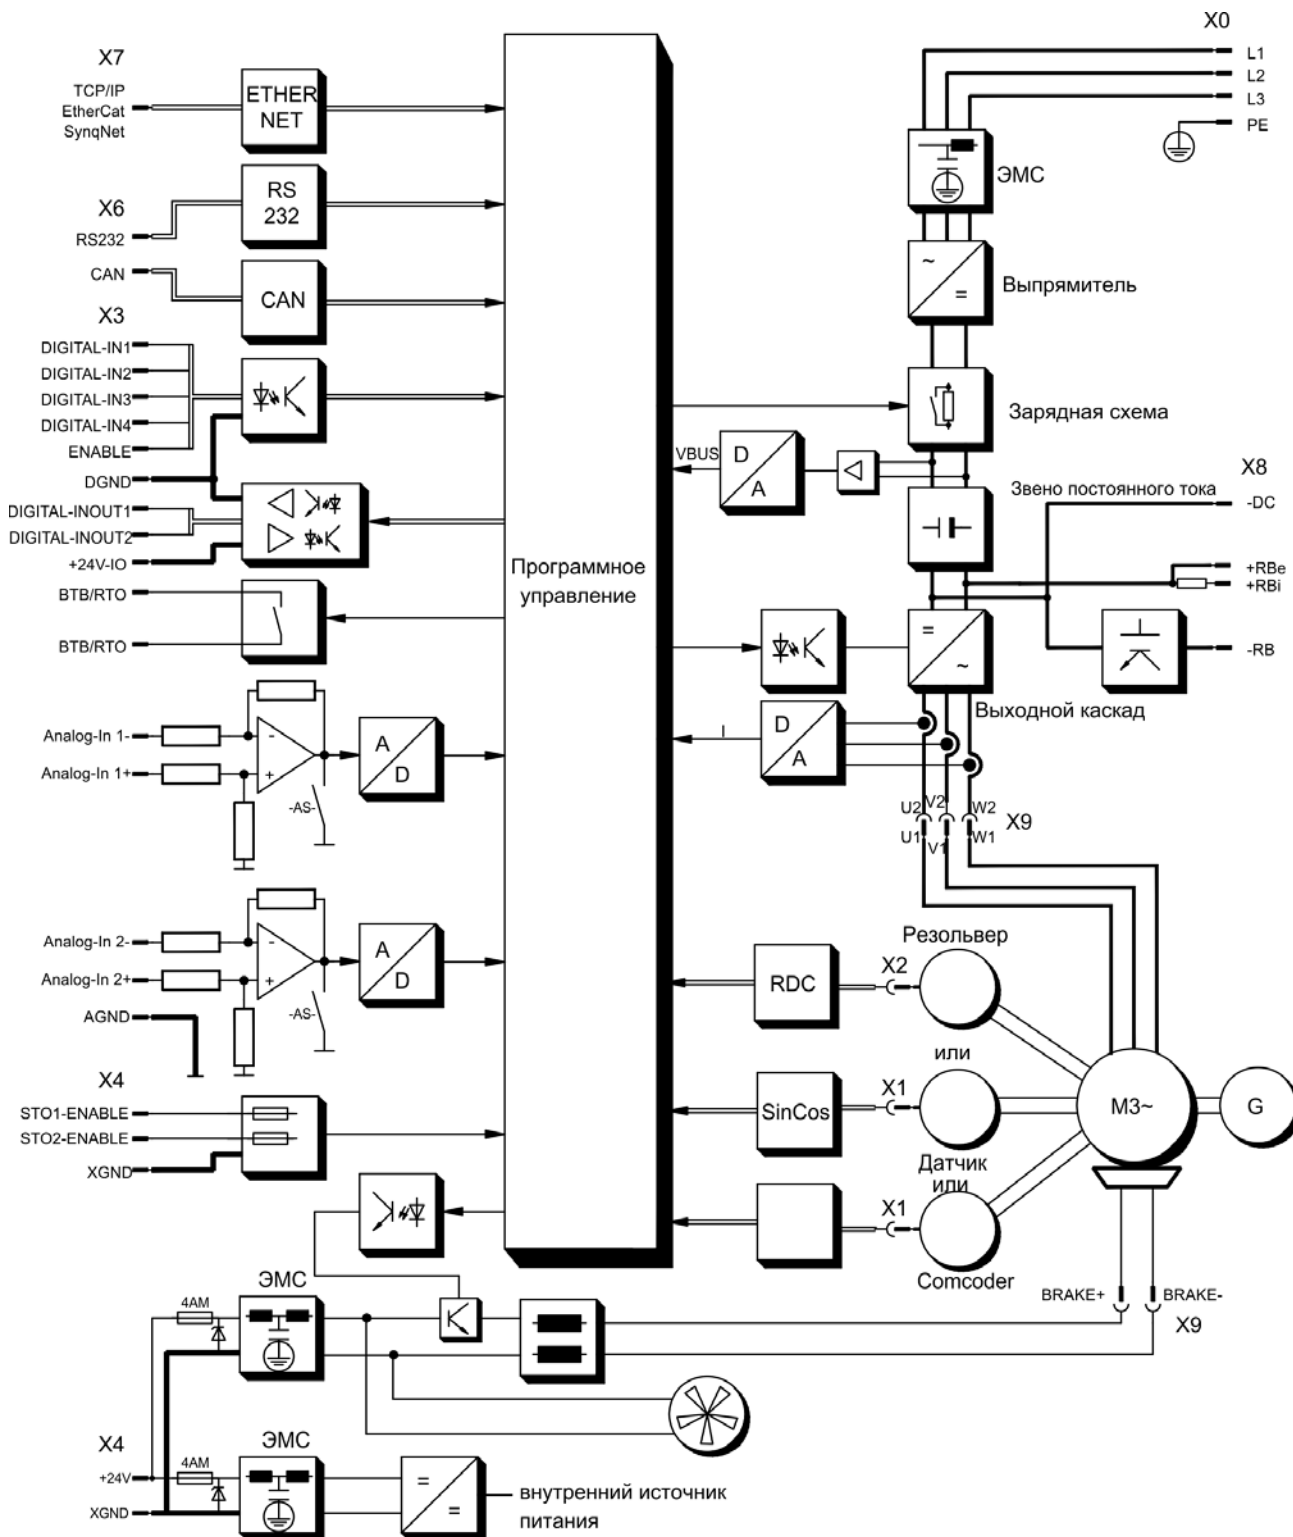 X7
TCP/IP
EtherCat
SynqNet
ETHER
NET
X6
RS232
RS
232
CAN
CAN
X3
DIGITAL-IN1
DIGITAL-IN2
DIGITAL-IN3
DIGITAL-IN4
ENABLE
DGND
DIGITAL-INOUT1
DIGITAL-INOUT2
+24V-IO
BTB/RTO
BTB/RTO
Analog-In 1-
Analog-In 1+
-
+
-AS-
A
D
Analog-In 2-
Analog-In 2+
AGND
-
+
-AS-
A
D
X4
STO1-ENABLE
STO2-ENABLE
XGND
Программное
управление
X0
L1
L2
L3
PE
ЭМС
~
=
Выпрямитель
Зарядная схема
VBUS
D
A
X8
Звено постоянного тока
-DC
+RBe
+RBi
-RB
=
~
Выходной каскад
I
D
A
U2
V2
W2
X9
U1
V1
W1
Резольвер
RDC
X2
или
SinCos
X1
Датчик
или
X1
Comcoder
M3~
G
BRAKE+
BRAKE-
X9
ЭМС
4AM
X4
ЭМС
+24V
4AM
XGND
=
=
внутренний источник
питания